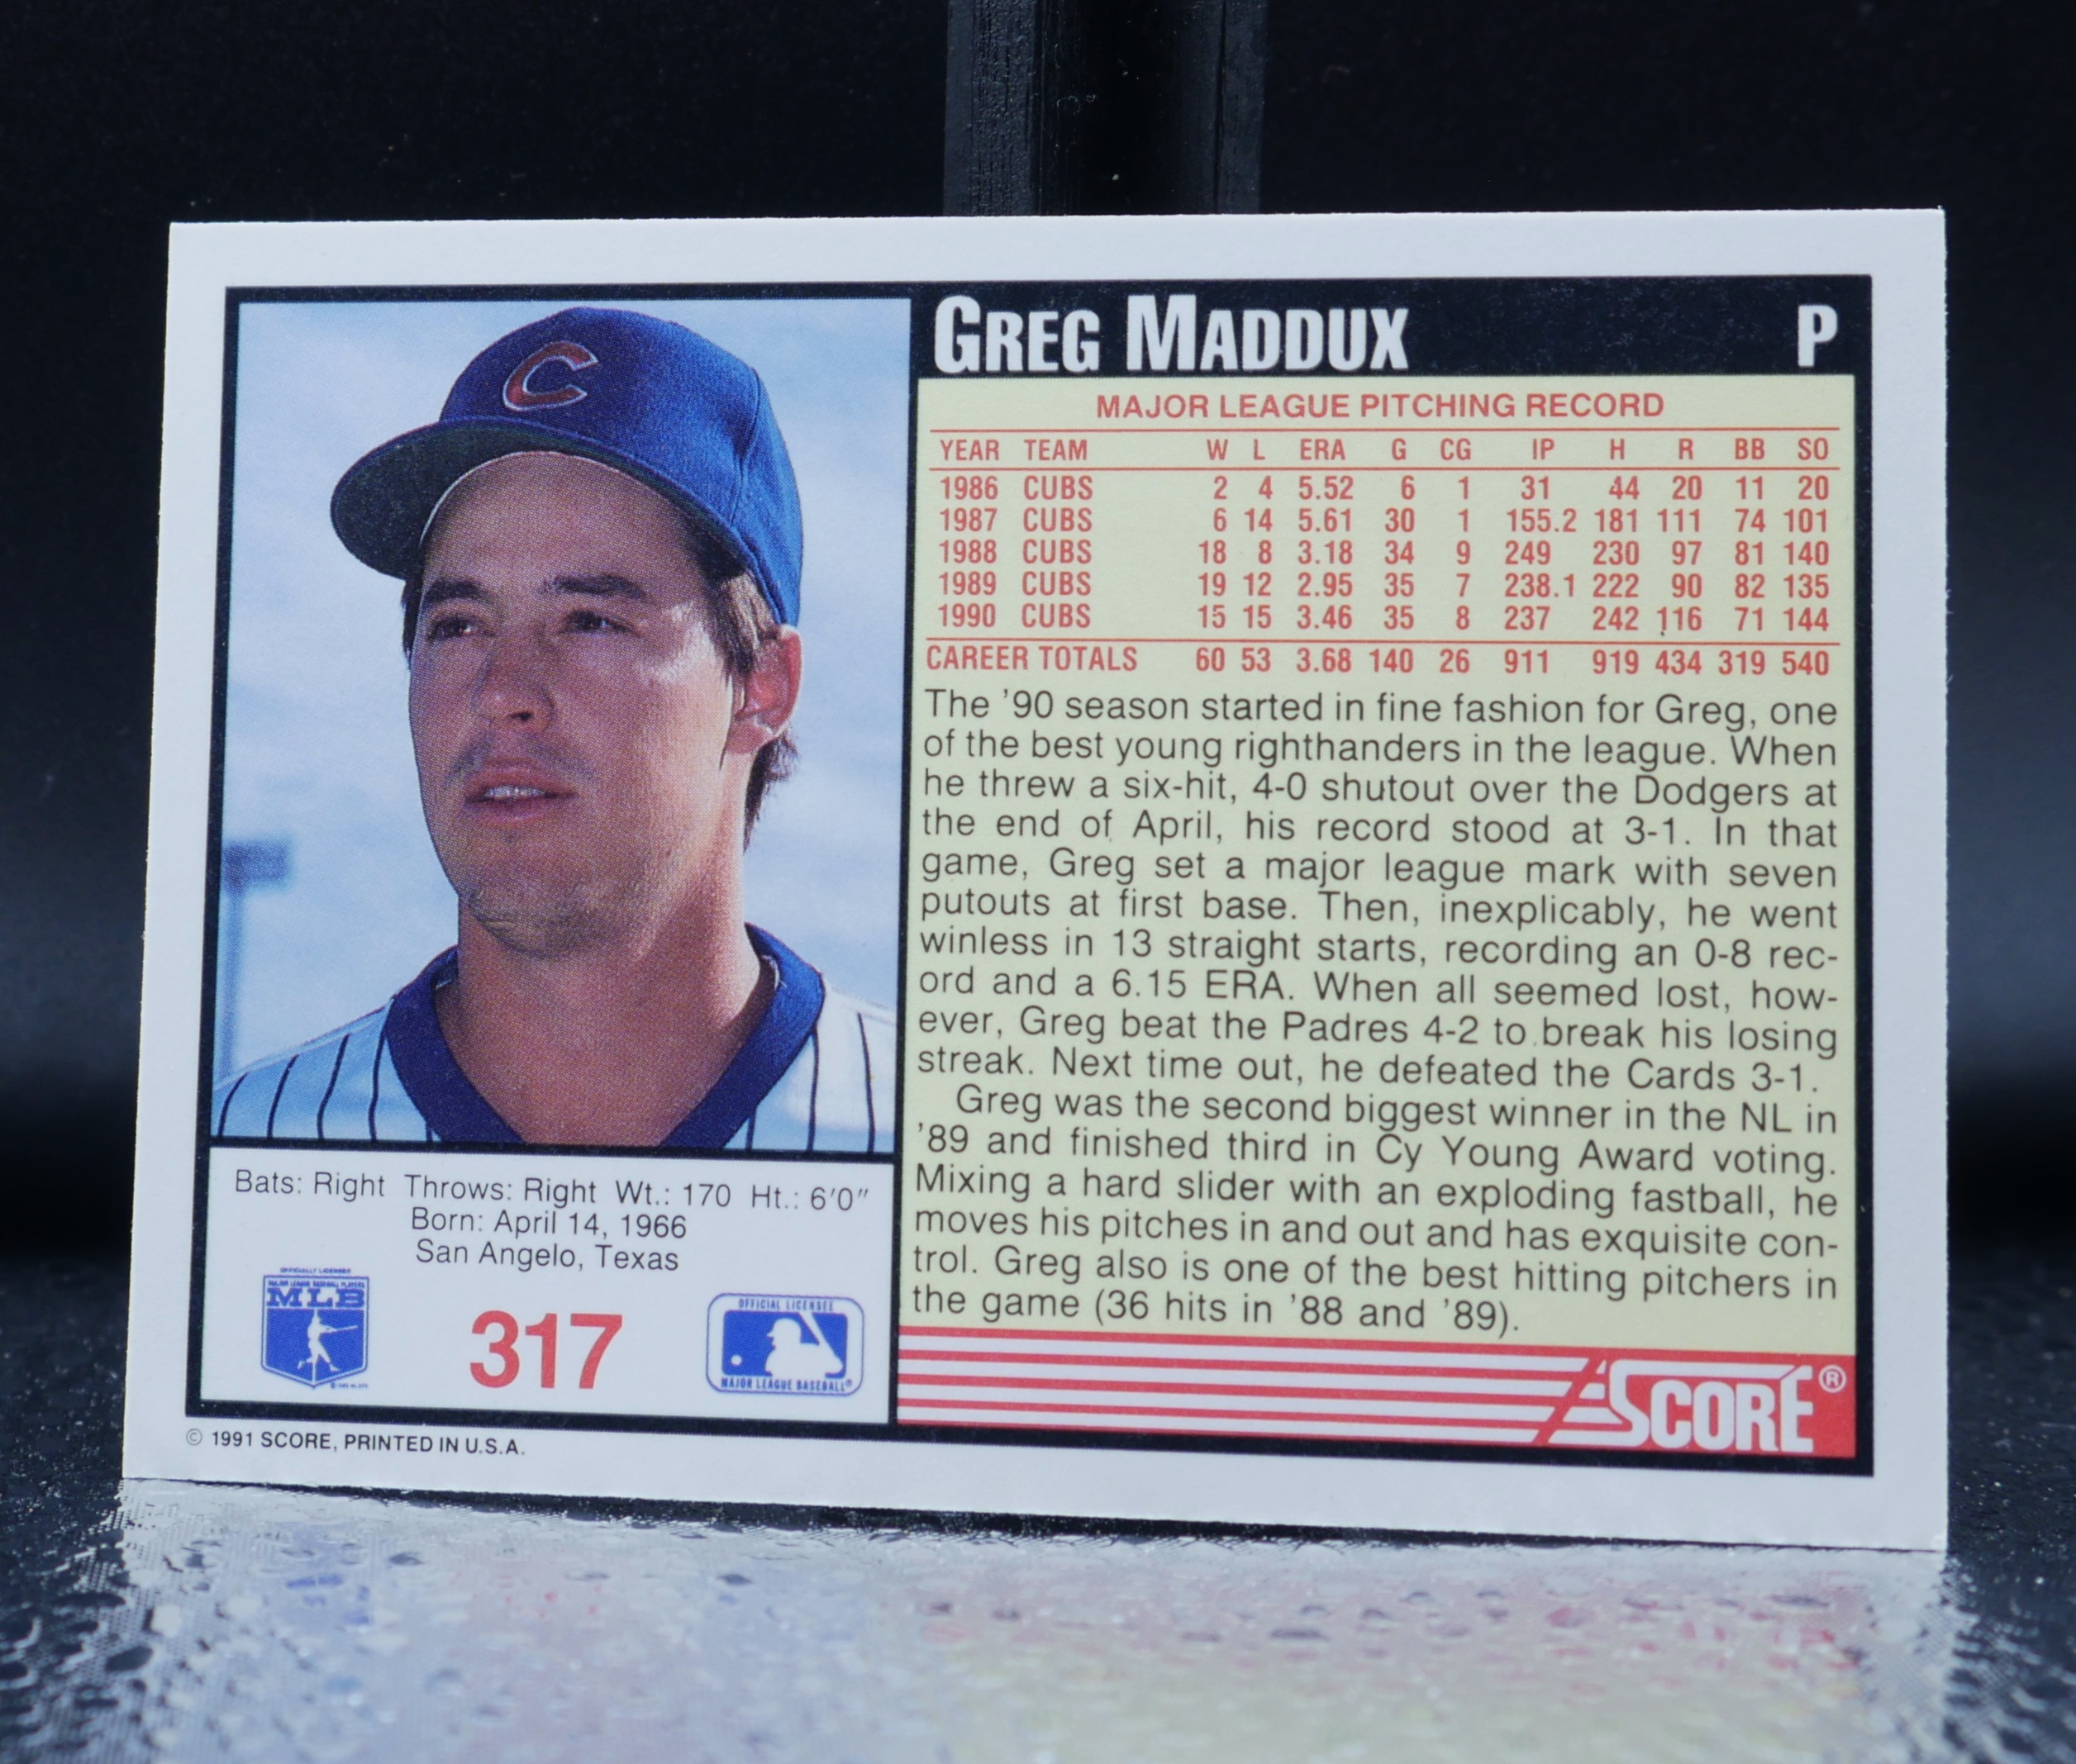 C
GREG MADDUX P
MAJOR LEAGUE PITCHING RECORD
YEAR TEAM W L ERA G CG IP H R BB SO
1986 CUBS 2 4 5.52 6 1 31 44 20 11 20
1987 CUBS 6 14 5.61 30 1 155.2 181 111 74 101
1988 CUBS 18 8 3.18 34 9 249 230 97 81 140
1989 CUBS 19 12 2.95 35 7 238.1 222 90 82 135
1990 CUBS 15 15 3.46 35 8 237 242 116 71 144
CAREER TOTALS 60 53 3.68 140 26 911 919 434 319 540
The '90 season started in fine fashion for Greg, one
of the best young righthanders in the league. When
he threw a six-hit, 4-0 shutout over the Dodgers at
the end of April, his record stood at 3-1. In that
game, Greg set a major league mark with seven
putouts at first base. Then, inexplicably, he went
winless in 13 straight starts, recording an 0-8 rec-
ord and a 6.15 ERA. When all seemed lost, how-
ever, Greg beat the Padres 4-2 to break his losing
streak. Next time out, he defeated the Cards 3-1.
Greg was the second biggest winner in the NL in
'89 and finished third in Cy Young Award voting.
Mixing a hard slider with an exploding fastball, he
moves his pitches in and out and has exquisite con-
trol. Greg also is one of the best hitting pitchers in
the game (36 hits in '88 and '89).
Bats: Right Throws: Right Wt.: 170 Ht.: 6'0"
Born: April 14, 1966
San Angelo, Texas
OFFICIALLY LICENSED
MAJOR LEAGUE BASEBALL PLAYERS
MLB
317
OFFICIAL LICENSEE
MAJOR LEAGUE BASEBALL®
SCORE®
© 1991 SCORE, PRINTED IN U.S.A.